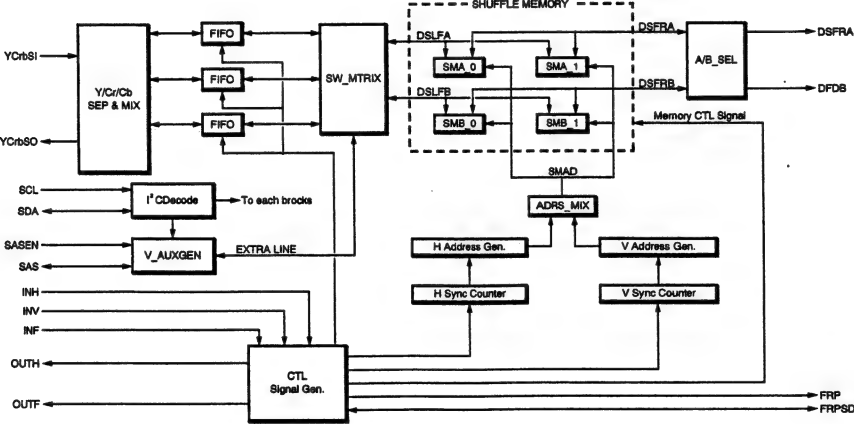 SHUFFLE MEMORY
YCrbSI
YCrbSO
Y/Cr/Cb
SEP & MIX
FIFO
FIFO
FIFO
SW_MTRIX
DSLFA
DSLFB
SMA_0
SMA_1
SMB_0
SMB_1
DSFRA
DSFRB
A/B_SEL
DSFRA
DFDB
Memory CTL Signal
SMAD
ADRS_MIX
SCL
SDA
I² CDecode
To each brocks
SASEN
SAS
V_AUXGEN
EXTRA LINE
H Address Gen.
V Address Gen.
H Sync Counter
V Sync Counter
INH
INV
INF
OUTH
OUTF
CTL
Signal Gen.
FRP
FRPSD